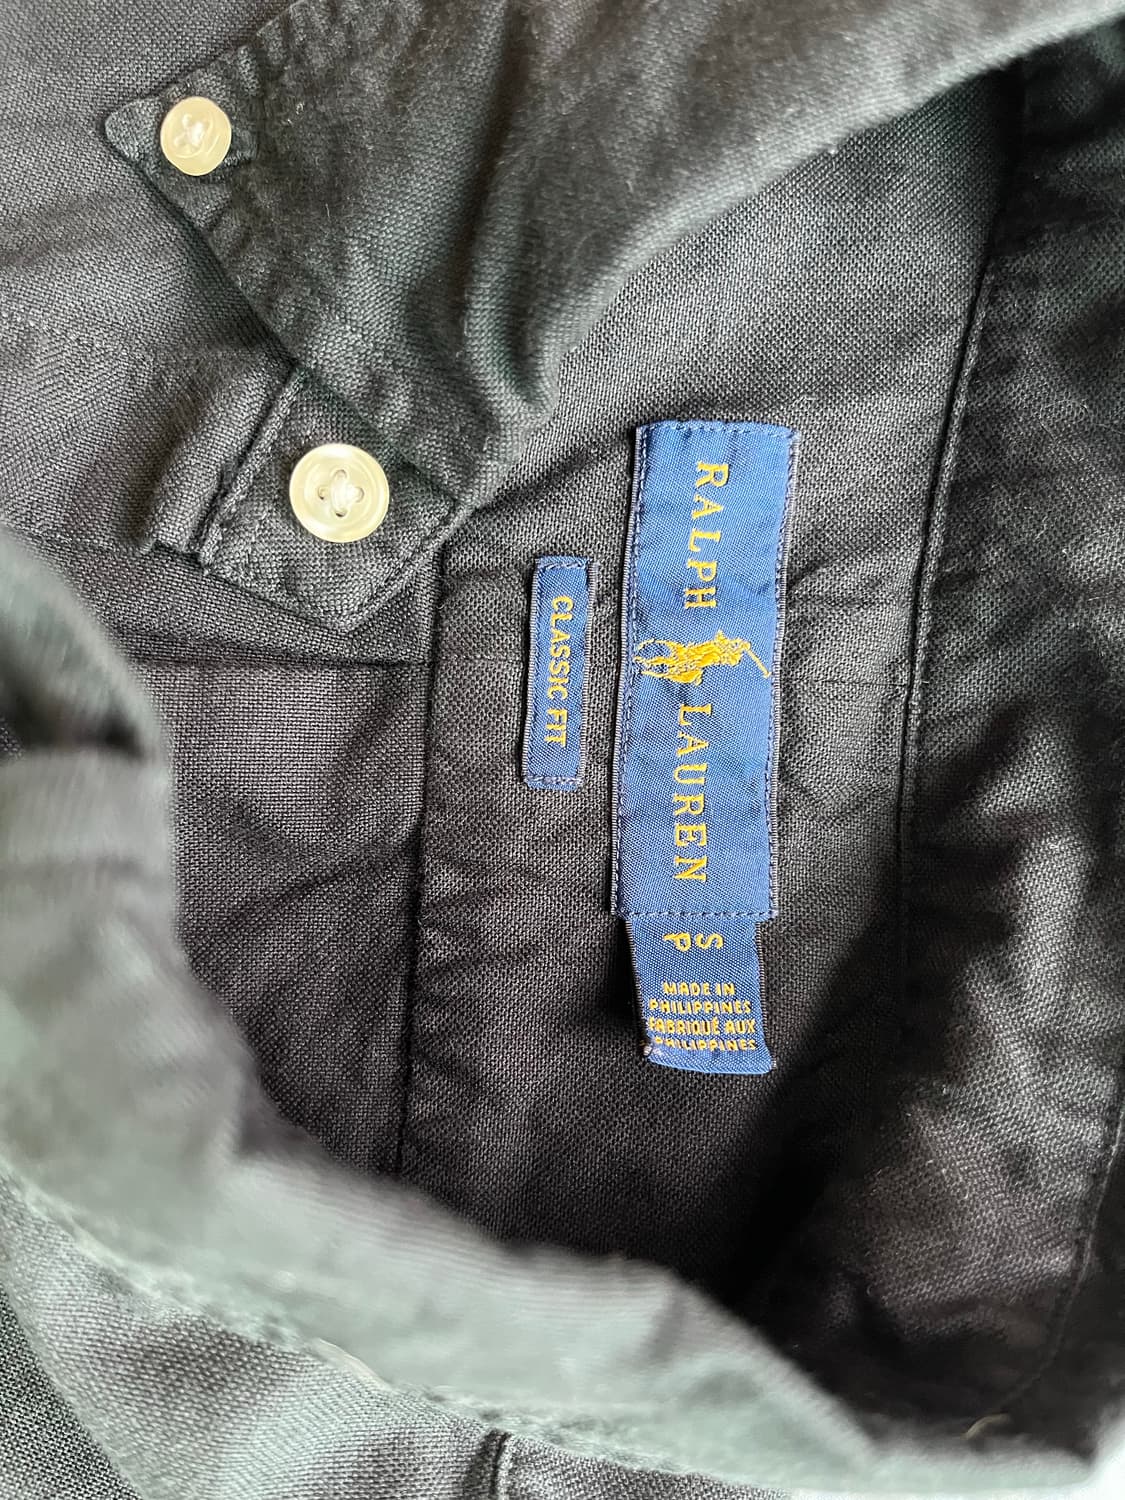 RALPH LAUREN
S
P
MADE IN
PHILIPPINES
FABRIQUÉ AUX
PHILIPPINES
CLASSIC FIT